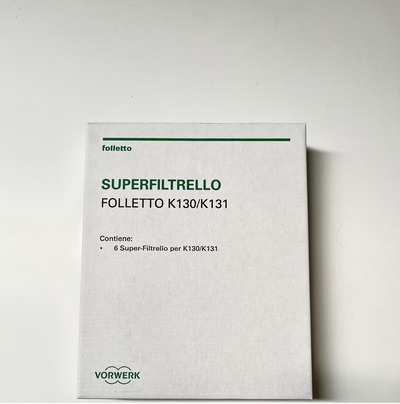 folletto
SUPERFILTRELLO
FOLLETTO K130/K131
Contiene:
• 6 Super-Filtrello per K130/K131
VORWERK